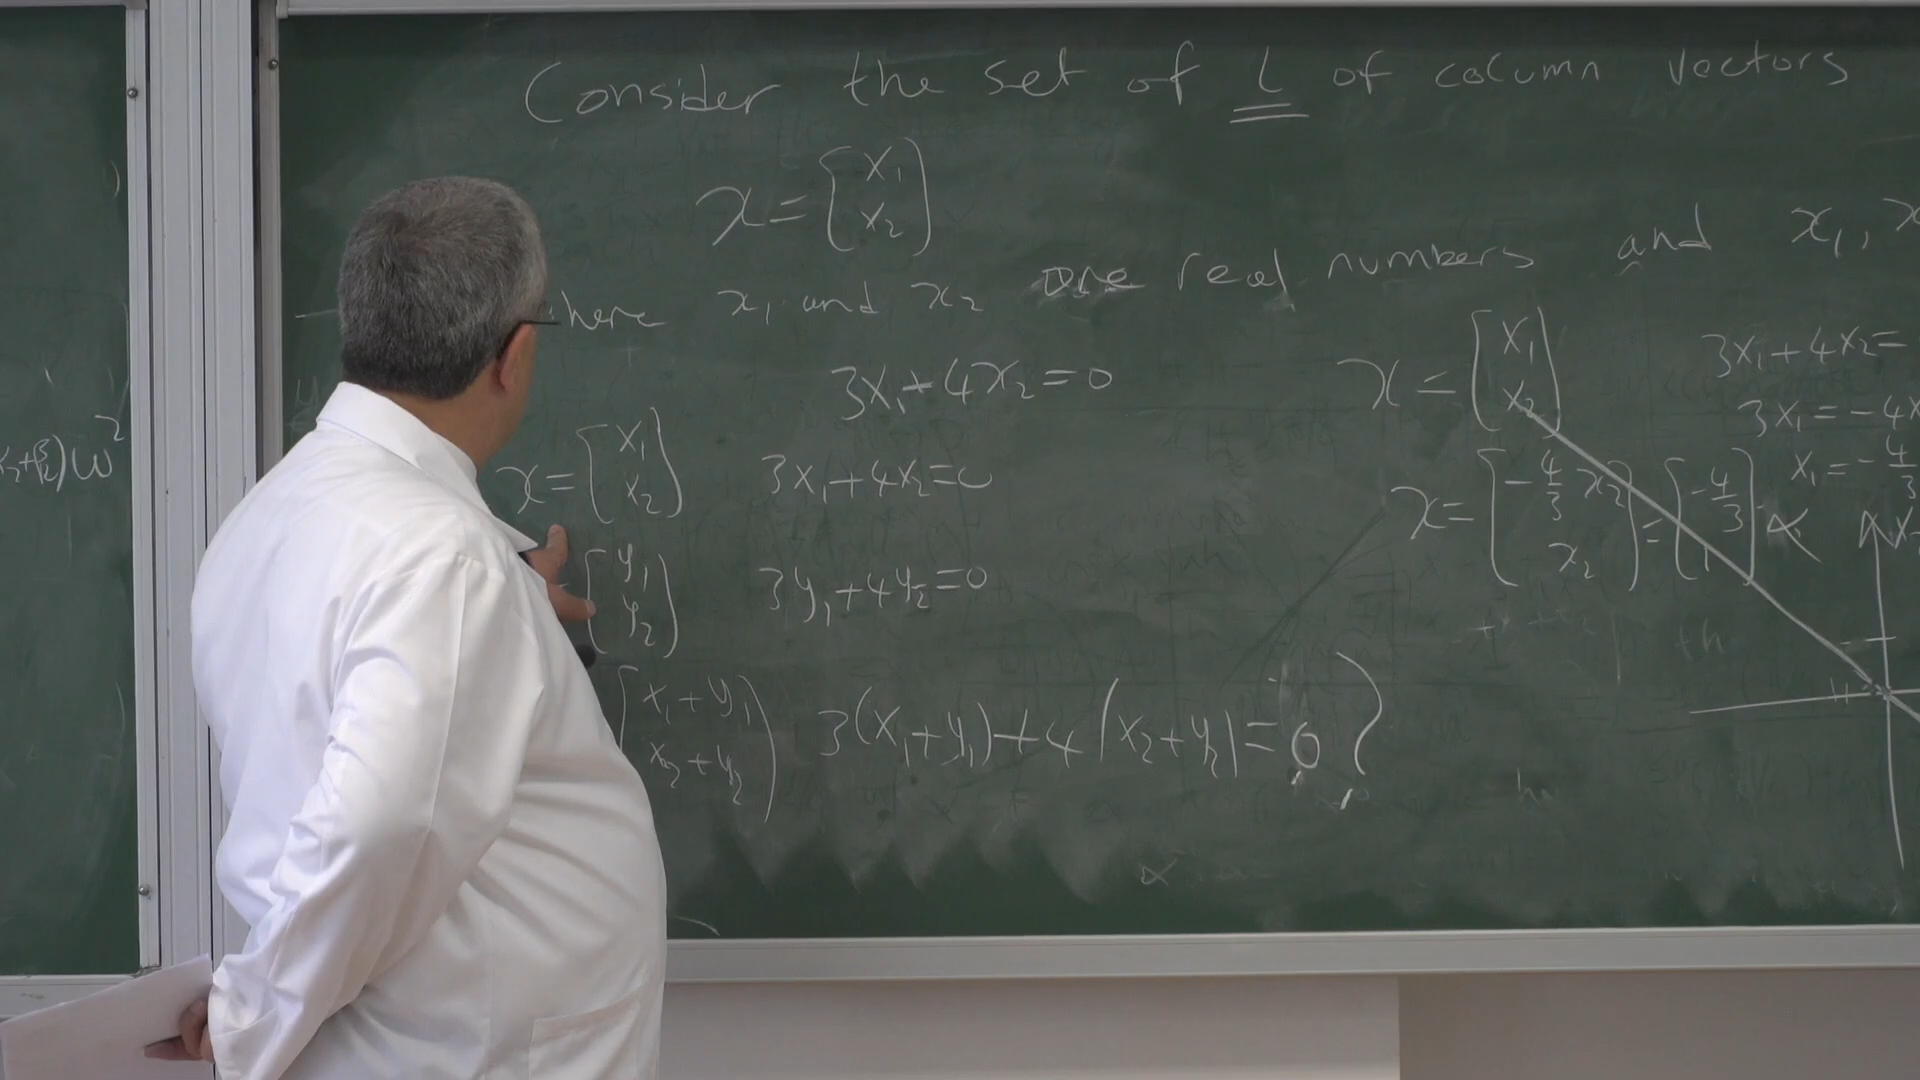 Consider the set of L of column vectors
x = [x₁ x₂]
here x₁ and x₂ are real numbers and x₁,
3x₁ + 4x₂ = 0
x = [x₁ x₂] 3x₁ + 4x₂ = 0
[y₁ y₂] 3y₁ + 4y₂ = 0
[x₁ + y₁ x₂ + y₂] 3(x₁ + y₁) + 4(x₂ + y₂) = 0 ?
x = [x₁ x₂]
x = [-4/3 x₂ x₂] = [-4/3 1] α
3x₁ + 4x₂ =
3x₁ = -4x
x₁ = -4/3
)ω²